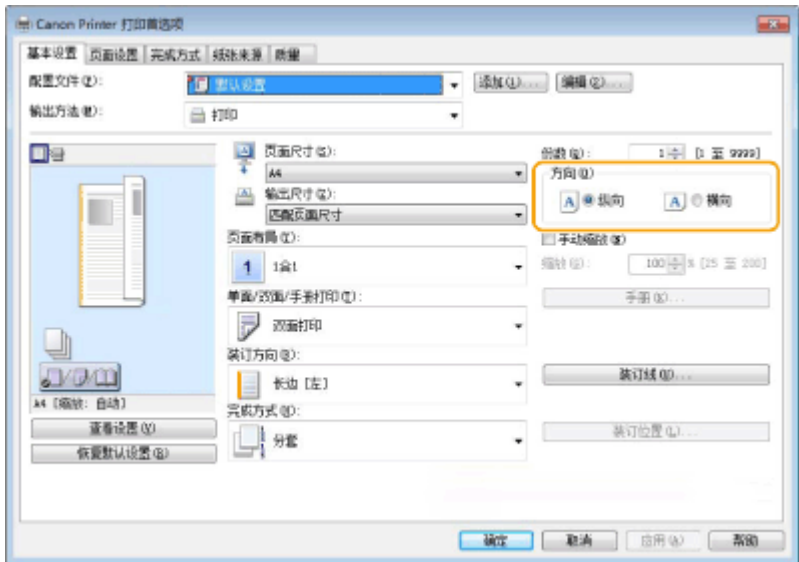 Canon Printer 打印首选项
基本设置 页面设置 完成方式 纸张来源 质量
配置文件(F): 默认设置 添加(1)... 编辑(2)...
输出方法(M): 打印
页面尺寸(S): 份数(Q): 1 [1 至 9999]
A4 方向(O)
输出尺寸(Z): A 纵向 A 横向
匹配页面尺寸
页面布局(Y): 手动缩放(N)
1 1合1 缩放(G): 100 % [25 至 200]
单面/双面/手册打印(T): 手册(K)...
双面打印
装订方向(B):
长边 [左] 装订线(U)...
A4 [缩放: 自动]
完成方式(H):
查看设置(V) 分套 装订位置(L)...
恢复默认设置(R)
确定 取消 应用(A) 帮助